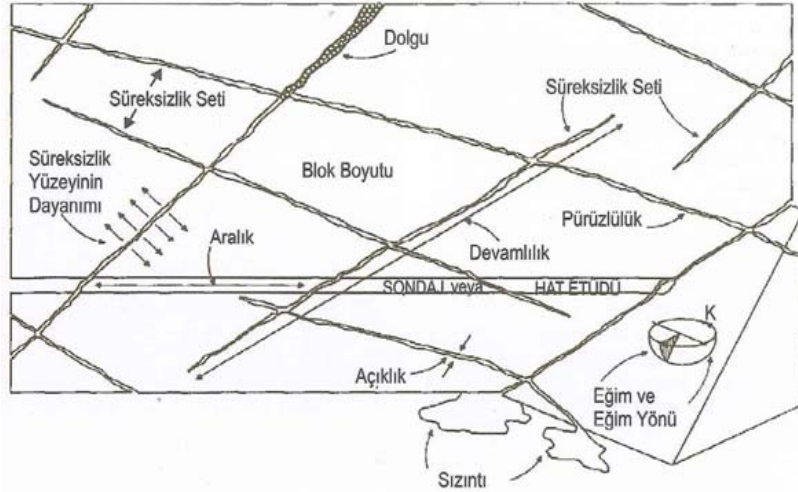 Dolgu
Süreksizlik Seti
Süreksizlik Seti
Süreksizlik
Yüzeyinin
Dayanımı
Blok Boyutu
Pürüzlülük
Aralık
Devamlılık
SONDAJ veya HAT ETÜDÜ
K
Açıklık
Eğim ve
Eğim Yönü
Sızıntı